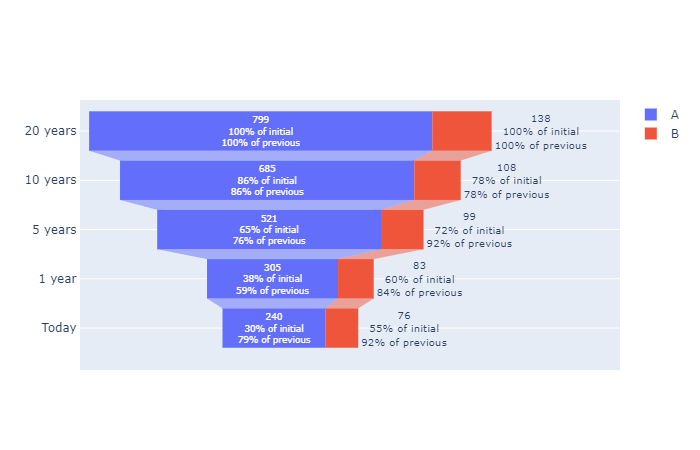 A
B
20 years
799
100% of initial
100% of previous
138
100% of initial
100% of previous
10 years
685
86% of initial
86% of previous
108
78% of initial
78% of previous
5 years
521
65% of initial
76% of previous
99
72% of initial
92% of previous
1 year
305
38% of initial
59% of previous
83
60% of initial
84% of previous
Today
240
30% of initial
79% of previous
76
55% of initial
92% of previous